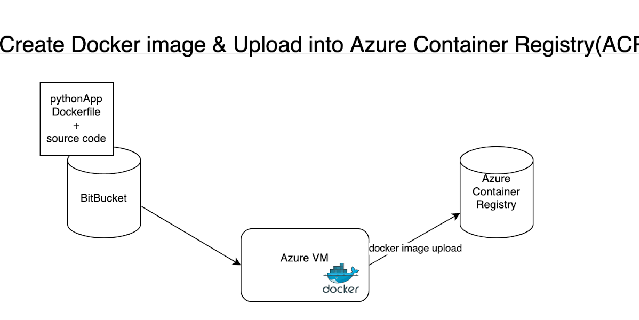 Create Docker image & Upload into Azure Container Registry(ACR
pythonApp
Dockerfile
+
source code
BitBucket
Azure
Container
Registry
Azure VM
docker image upload
docker